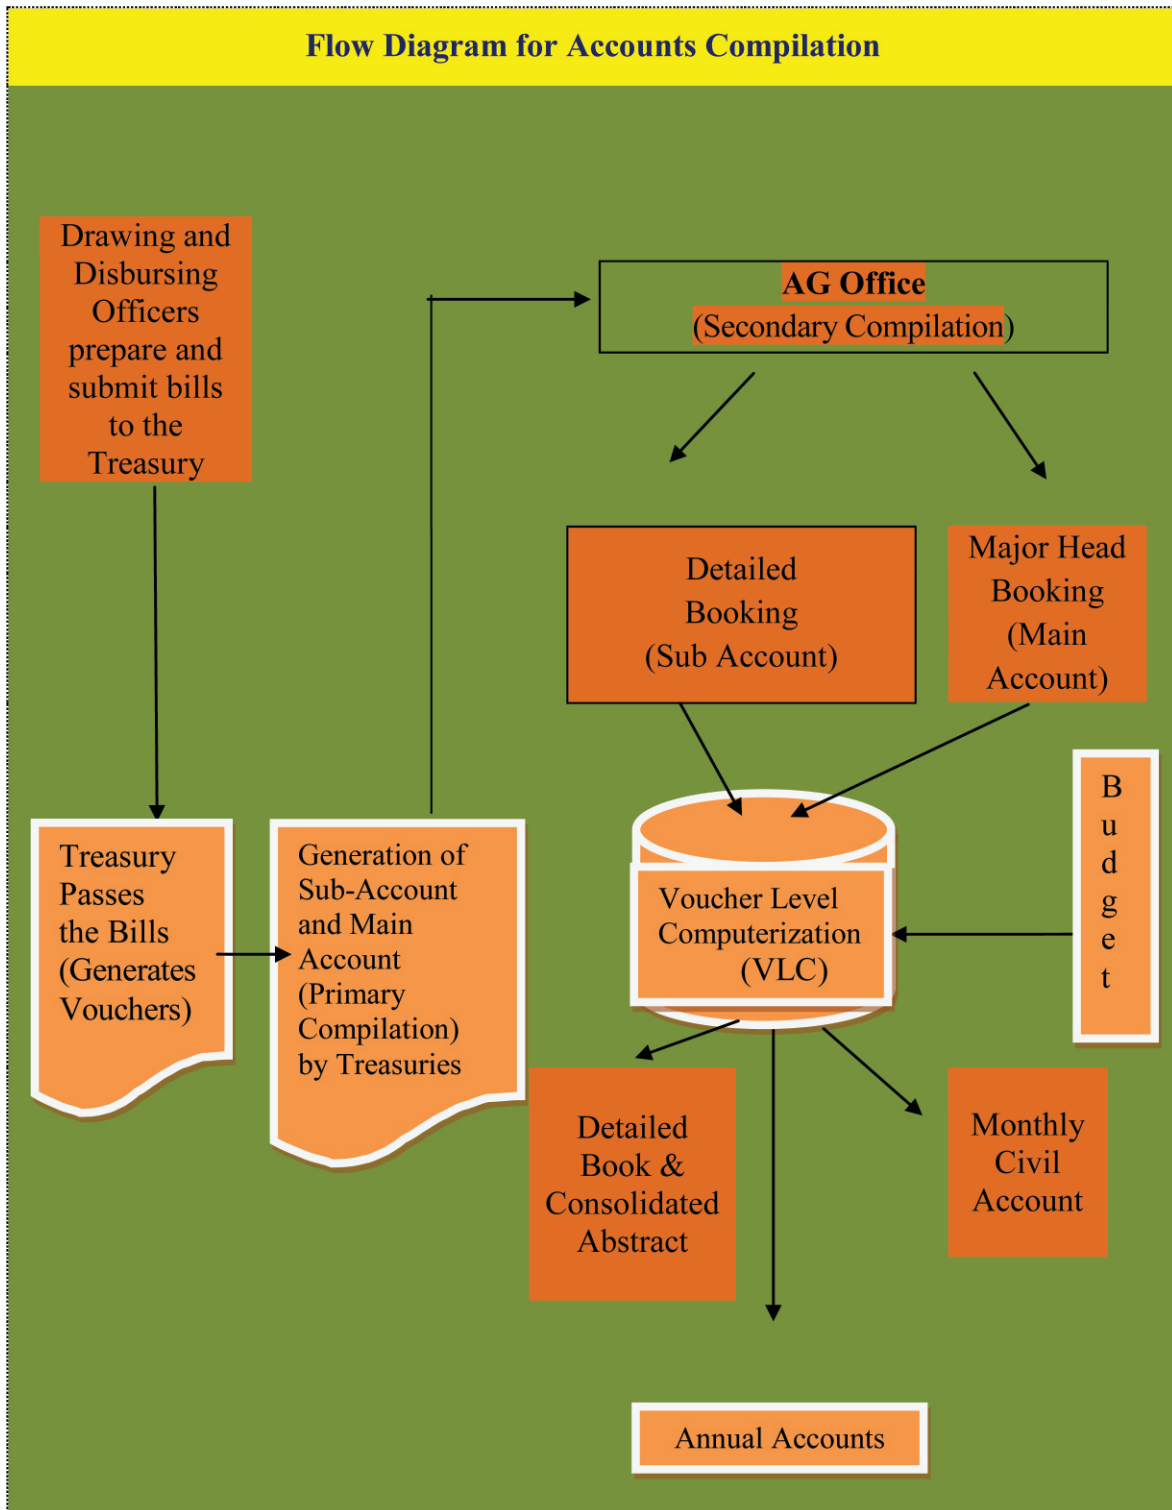 Flow Diagram for Accounts Compilation
Drawing and
Disbursing
Officers
prepare and
submit bills
to the
Treasury
AG Office
(Secondary Compilation)
Detailed
Booking
(Sub Account)
Major Head
Booking
(Main
Account)
B
u
d
g
e
t
Treasury
Passes
the Bills
(Generates
Vouchers)
Generation of
Sub-Account
and Main
Account
(Primary
Compilation)
by Treasuries
Voucher Level
Computerization
(VLC)
Detailed
Book &
Consolidated
Abstract
Monthly
Civil
Account
Annual Accounts